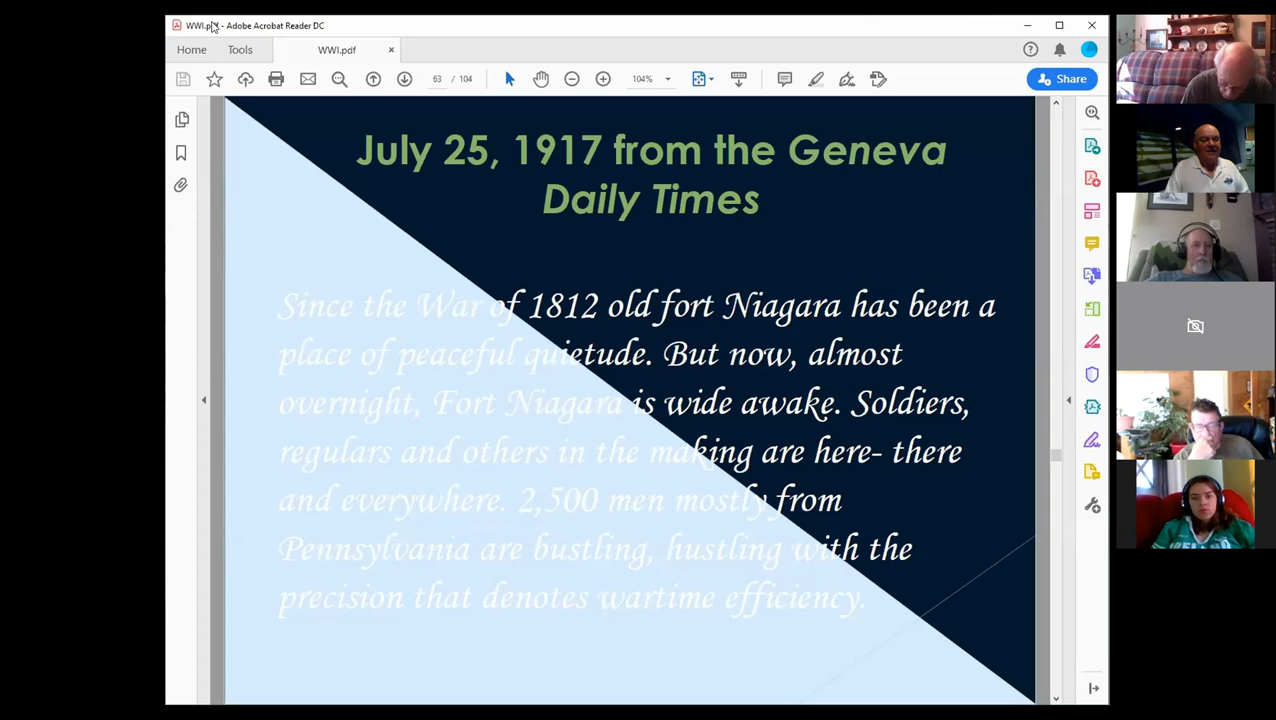 WWI.pdf - Adobe Acrobat Reader DC
Home Tools WWI.pdf
63 / 104 104% Share
July 25, 1917 from the Geneva
Daily Times
Since the War of 1812 old fort Niagara has been a
place of peaceful quietude. But now, almost
overnight, Fort Niagara is wide awake. Soldiers,
regulars and others in the making are here- there
and everywhere. 2,500 men mostly from
Pennsylvania are bustling, hustling with the
precision that denotes wartime efficiency.